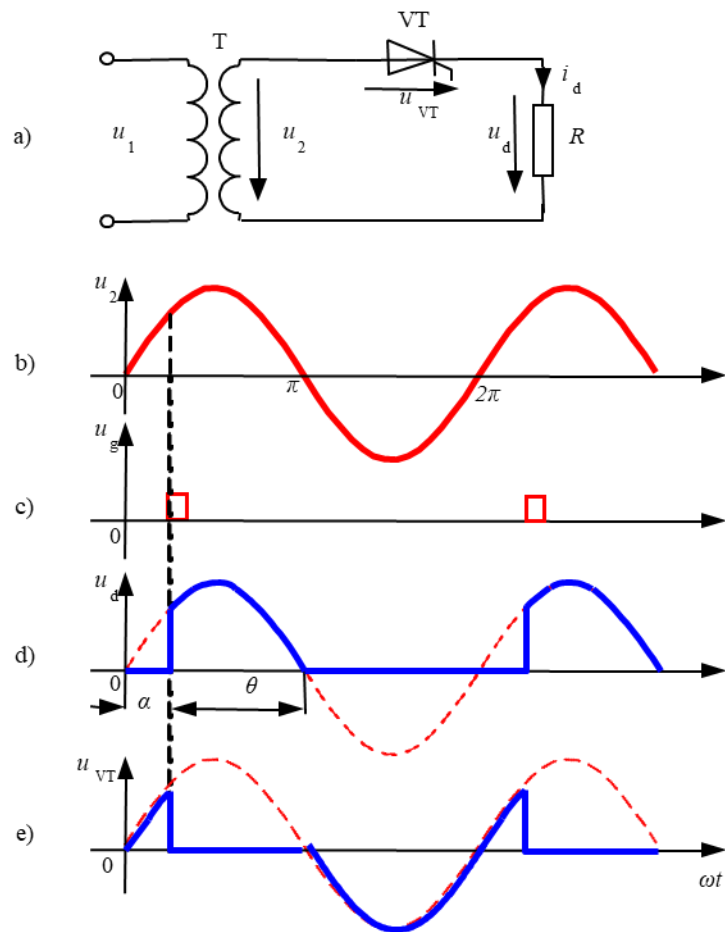 T
VT
a)
u1
u2
uVT
ud
id
R
u2
b)
0
π
2π
ug
c)
0
ud
d)
0
α
θ
uVT
e)
0
ωt